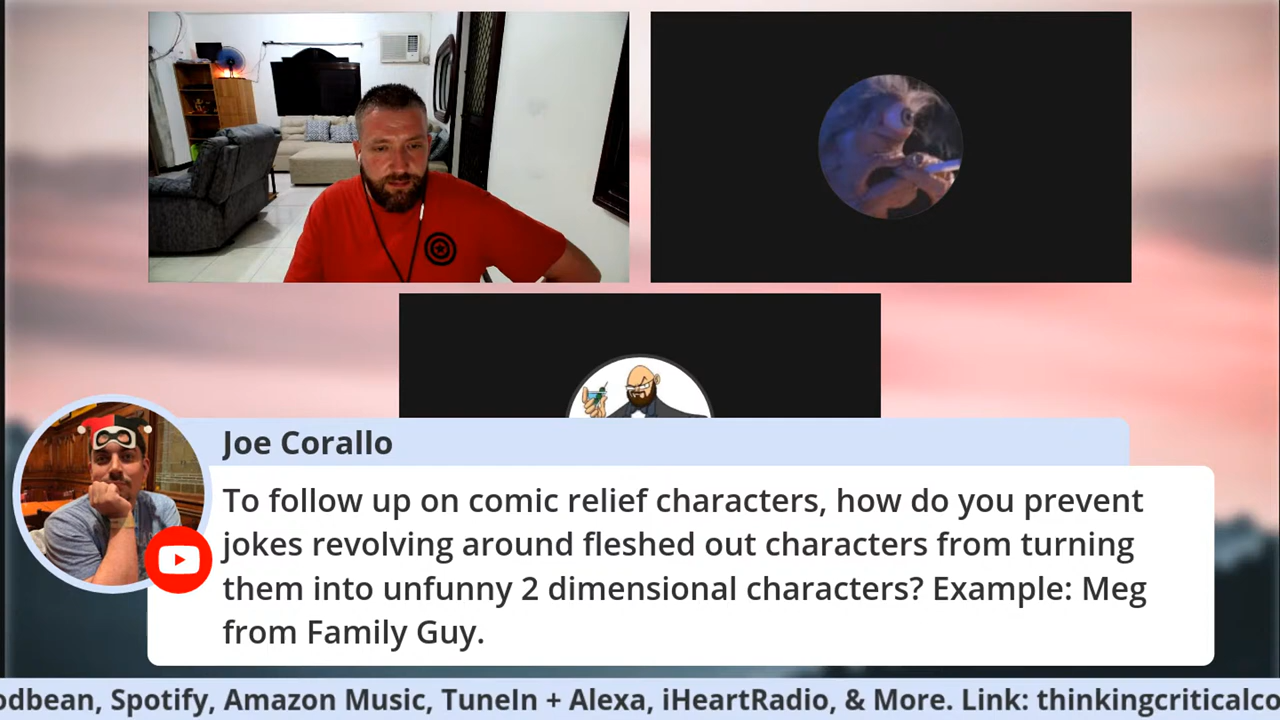 Joe Corallo
To follow up on comic relief characters, how do you prevent
jokes revolving around fleshed out characters from turning
them into unfunny 2 dimensional characters? Example: Meg
from Family Guy.
odbean, Spotify, Amazon Music, TuneIn + Alexa, iHeartRadio, & More. Link: thinkingcriticalco